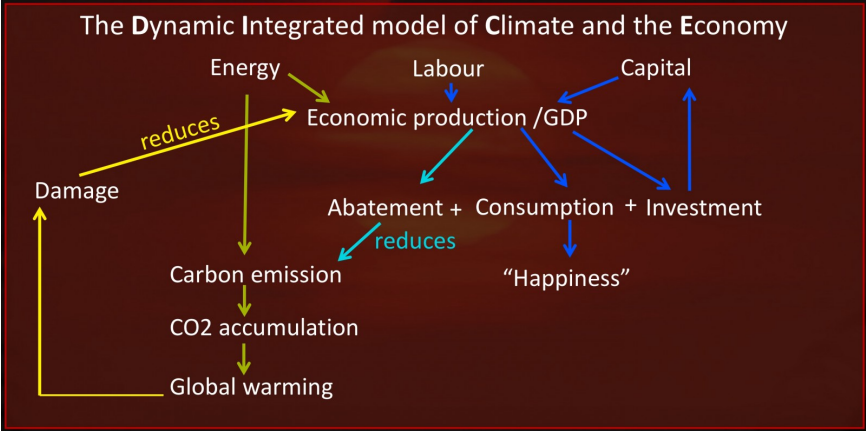 The Dynamic Integrated model of Climate and the Economy
Energy
Labour
Capital
Economic production /GDP
reduces
Damage
Abatement + Consumption + Investment
reduces
Carbon emission
“Happiness”
CO2 accumulation
Global warming